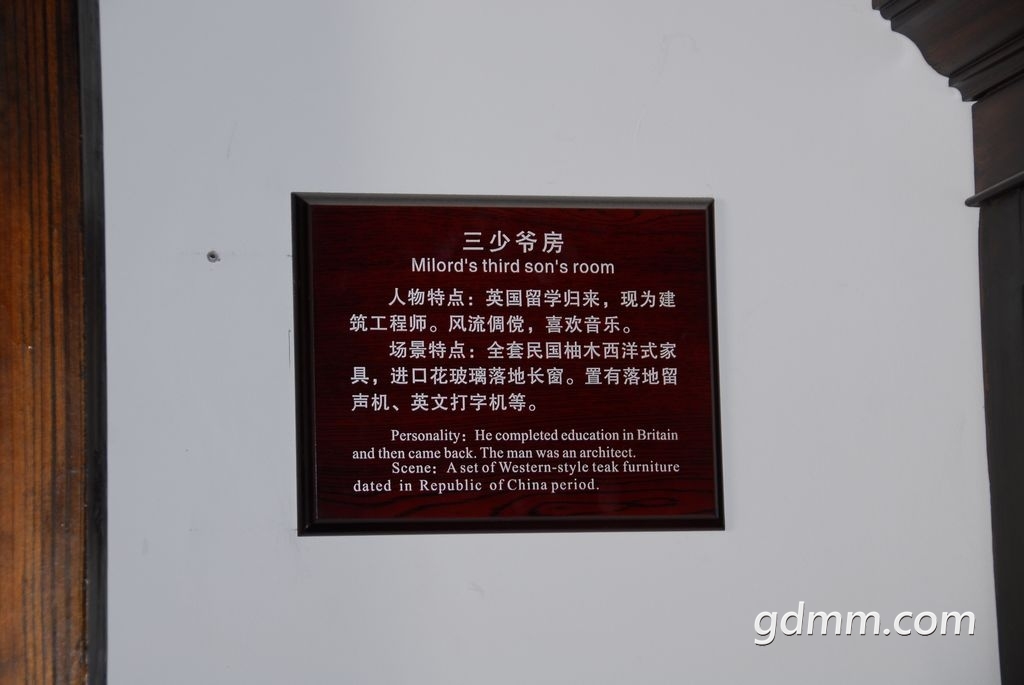 三少爷房
Milord's third son's room
人物特点：英国留学归来，现为建
筑工程师。风流倜傥，喜欢音乐。
场景特点：全套民国柚木西洋式家
具，进口花玻璃落地长窗。置有落地留
声机、英文打字机等。
Personality：He completed education in Britain
and then came back. The man was an architect.
Scene：A set of Western-style teak furniture
dated in Republic of China period.
gdmm.com